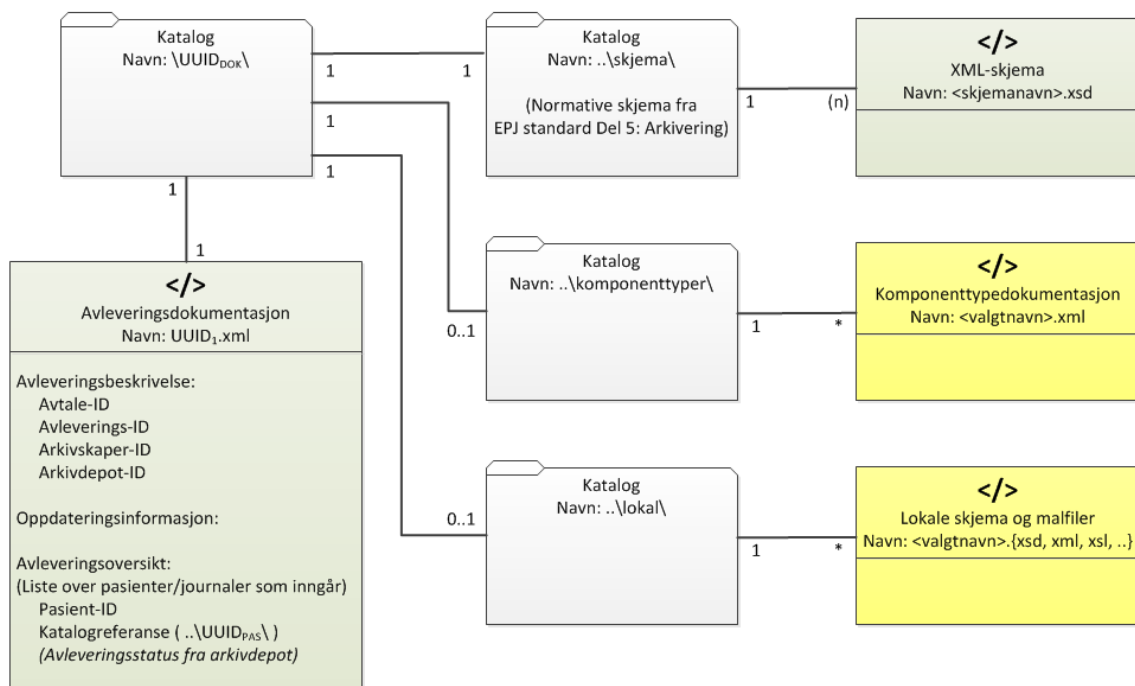 Katalog
Navn: \UUIDDOK\
1
1
1
1
1
Katalog
Navn: ..\skjema\
(Normative skjema fra
EPJ standard Del 5: Arkivering)
1
(n)
</>
XML-skjema
Navn: <skjemanavn>.xsd
1
</>
Avleveringsdokumentasjon
Navn: UUID1.xml
Avleveringsbeskrivelse:
Avtale-ID
Avleverings-ID
Arkivskaper-ID
Arkivdepot-ID
Oppdateringsinformasjon:
Avleveringsoversikt:
(Liste over pasienter/journaler som inngår)
Pasient-ID
Katalogreferanse ( ..\UUIDPAS\ )
(Avleveringsstatus fra arkivdepot)
0..1
Katalog
Navn: ..\komponenttyper\
1
*
</>
Komponenttypedokumentasjon
Navn: <valgtnavn>.xml
0..1
Katalog
Navn: ..\lokal\
1
*
</>
Lokale skjema og malfiler
Navn: <valgtnavn>.{xsd, xml, xsl, ..}